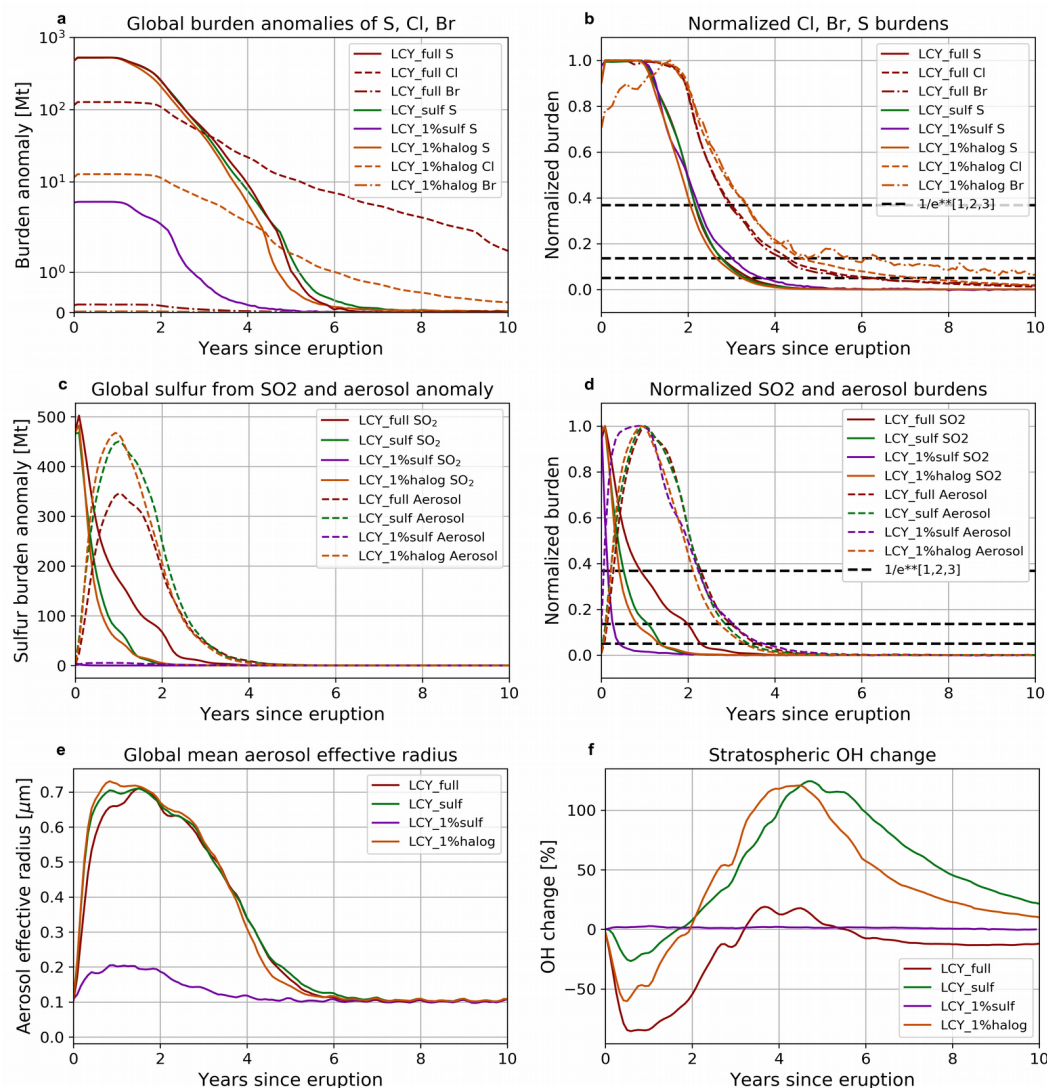 a Global burden anomalies of S, Cl, Br
Burden anomaly [Mt]
10³
10²
10¹
10⁰
0
0 2 4 6 8 10
Years since eruption
LCY_full S
LCY_full Cl
LCY_full Br
LCY_sulf S
LCY_1%sulf S
LCY_1%halog S
LCY_1%halog Cl
LCY_1%halog Br
b Normalized Cl, Br, S burdens
Normalized burden
1.0
0.8
0.6
0.4
0.2
0.0
0 2 4 6 8 10
Years since eruption
LCY_full S
LCY_full Cl
LCY_full Br
LCY_sulf S
LCY_1%sulf S
LCY_1%halog S
LCY_1%halog Cl
LCY_1%halog Br
1/e**[1,2,3]
c Global sulfur from SO2 and aerosol anomaly
Sulfur burden anomaly [Mt]
500
400
300
200
100
0
0 2 4 6 8 10
Years since eruption
LCY_full SO₂
LCY_sulf SO₂
LCY_1%sulf SO₂
LCY_1%halog SO₂
LCY_full Aerosol
LCY_sulf Aerosol
LCY_1%sulf Aerosol
LCY_1%halog Aerosol
d Normalized SO2 and aerosol burdens
Normalized burden
1.0
0.8
0.6
0.4
0.2
0.0
0 2 4 6 8 10
Years since eruption
LCY_full SO2
LCY_sulf SO2
LCY_1%sulf SO2
LCY_1%halog SO2
LCY_full Aerosol
LCY_sulf Aerosol
LCY_1%sulf Aerosol
LCY_1%halog Aerosol
1/e**[1,2,3]
e Global mean aerosol effective radius
Aerosol effective radius [μm]
0.7
0.6
0.5
0.4
0.3
0.2
0.1
0.0
0 2 4 6 8 10
Years since eruption
LCY_full
LCY_sulf
LCY_1%sulf
LCY_1%halog
f Stratospheric OH change
OH change [%]
100
50
0
−50
0 2 4 6 8 10
Years since eruption
LCY_full
LCY_sulf
LCY_1%sulf
LCY_1%halog